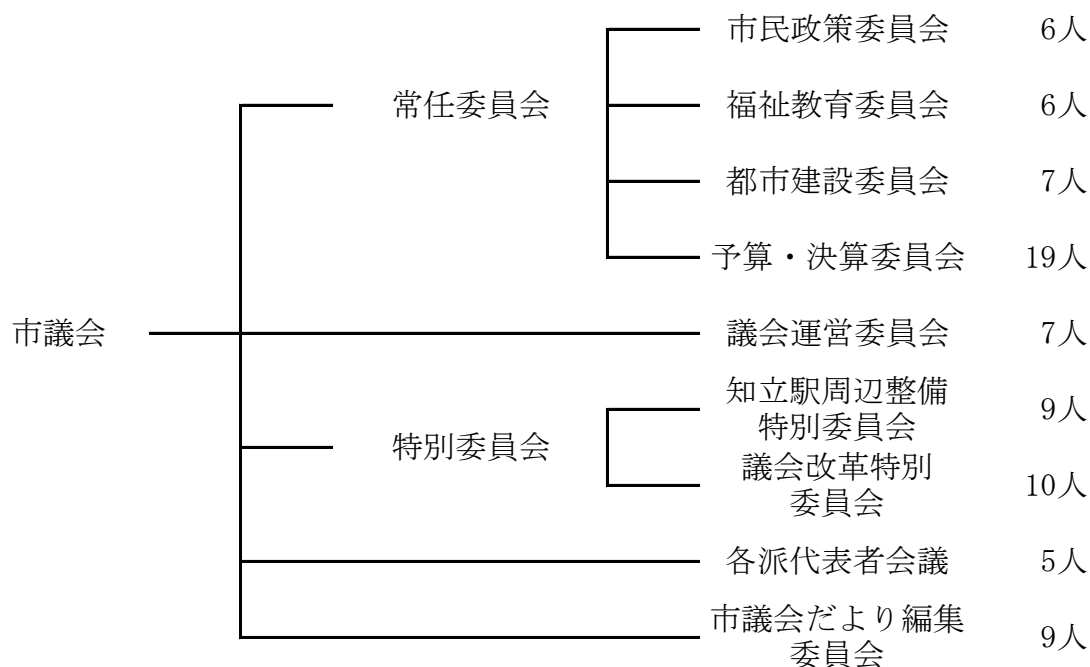 市民政策委員会 6人
常任委員会 福祉教育委員会 6人
都市建設委員会 7人
予算・決算委員会 19人
市議会 議会運営委員会 7人
知立駅周辺整備
特別委員会 9人
特別委員会
議会改革特別
委員会 10人
各派代表者会議 5人
市議会だより編集
委員会 9人